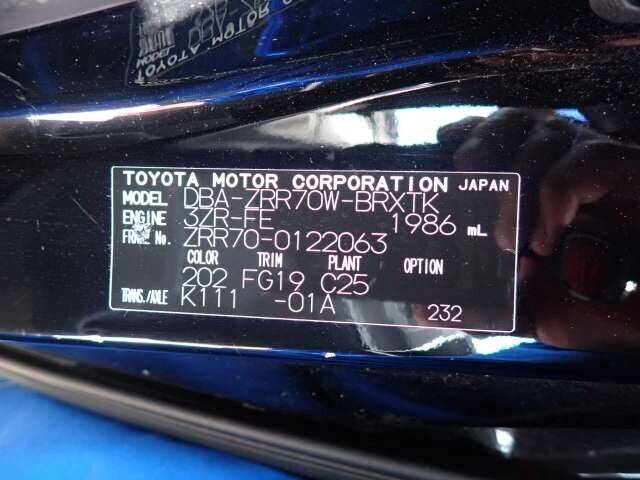 TOYOTA MOTOR CORPORATION JAPAN
MODEL DBA-ZRR70W-BRXTK
ENGINE 3ZR-FE 1986 mL
FRAME No. ZRR70-0122063
COLOR TRIM PLANT OPTION
202 FG19 C25
TRANS./AXLE K111 -01A 232